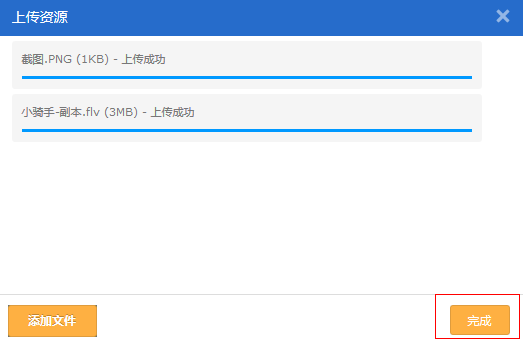 上传资源
截图.PNG (1KB) - 上传成功
小骑手-副本.flv (3MB) - 上传成功
添加文件
完成